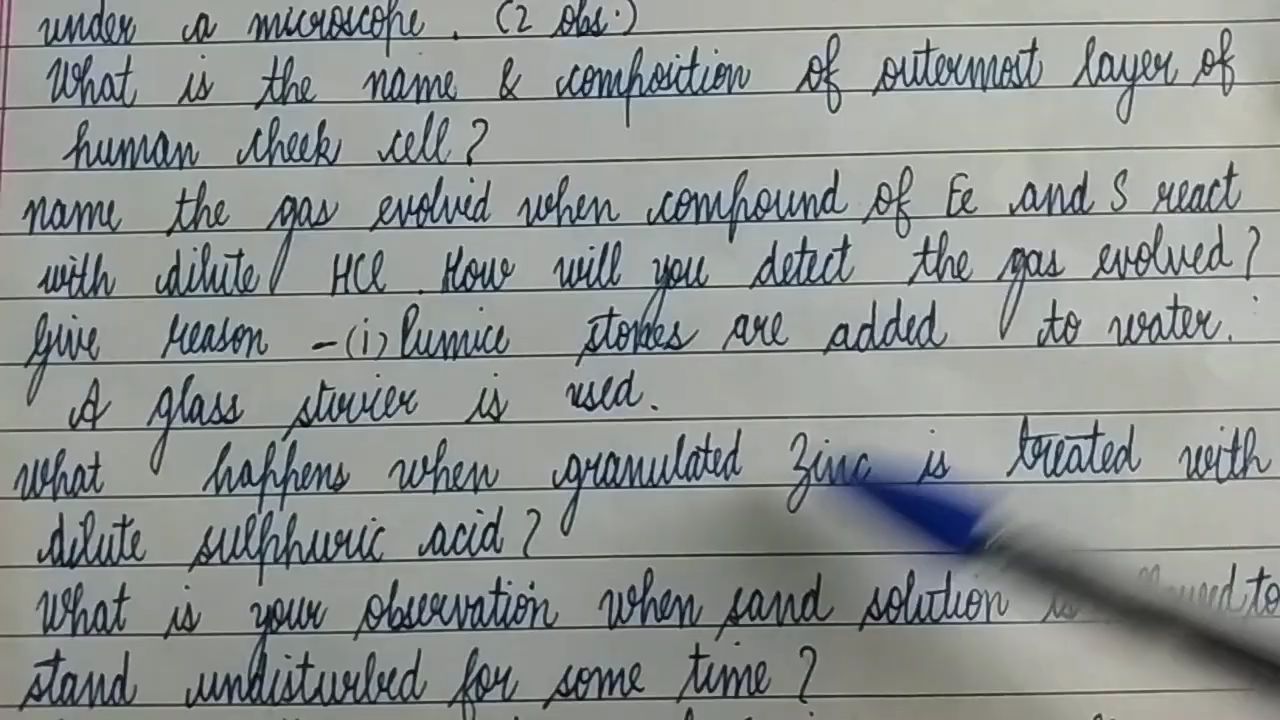 under a microscope. (2 obs.)
What is the name & composition of outermost layer of
human cheek cell?
name the gas evolved when compound of Fe and S react
with dilute HCl. How will you detect the gas evolved?
Give reason - (i) Pumice stones are added to water.
A glass stirrer is used.
what happens when granulated Zinc is treated with
dilute sulphuric acid?
What is your observation when sand solution is to
stand undisturbed for some time?